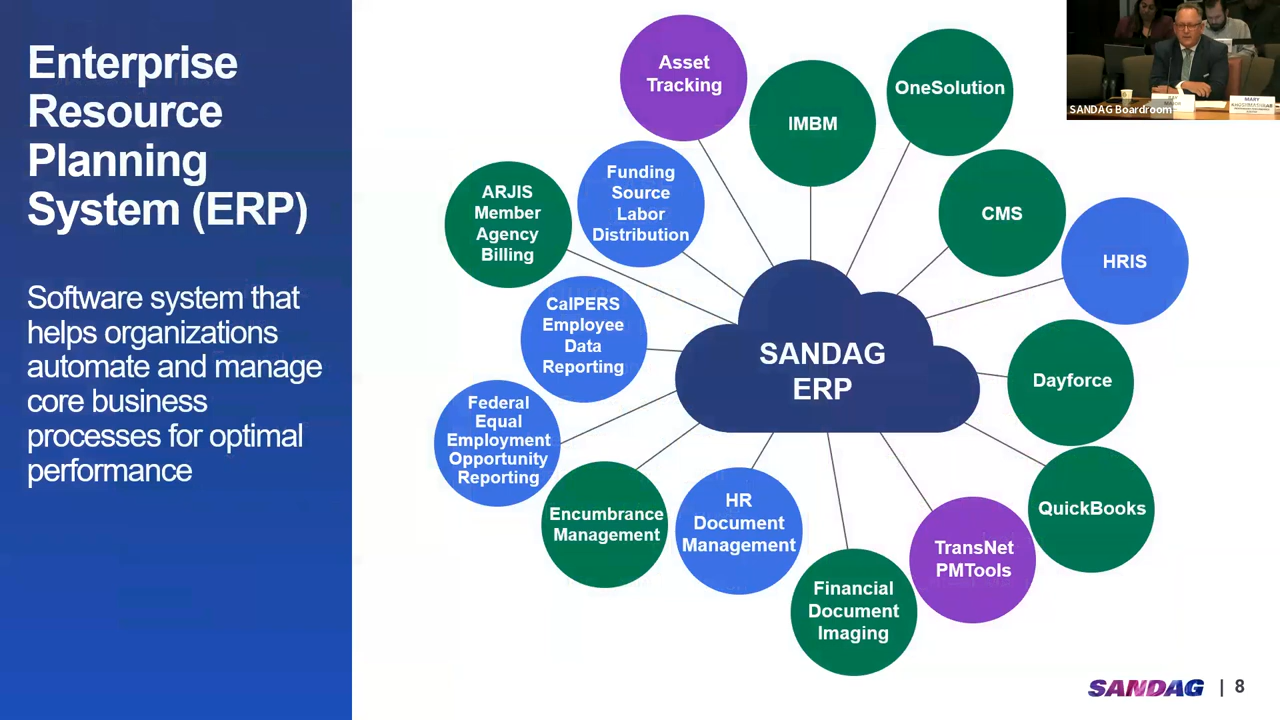 Enterprise
Resource
Planning
System (ERP)
Software system that
helps organizations
automate and manage
core business
processes for optimal
performance
Asset
Tracking
IMBM
OneSolution
CMS
HRIS
Dayforce
QuickBooks
TransNet
PMTools
Financial
Document
Imaging
HR
Document
Management
Encumbrance
Management
Federal
Equal
Employment
Opportunity
Reporting
CalPERS
Employee
Data
Reporting
ARJIS
Member
Agency
Billing
Funding
Source
Labor
Distribution
SANDAG
ERP
SANDAG Boardroom
MARY
SANDAG | 8